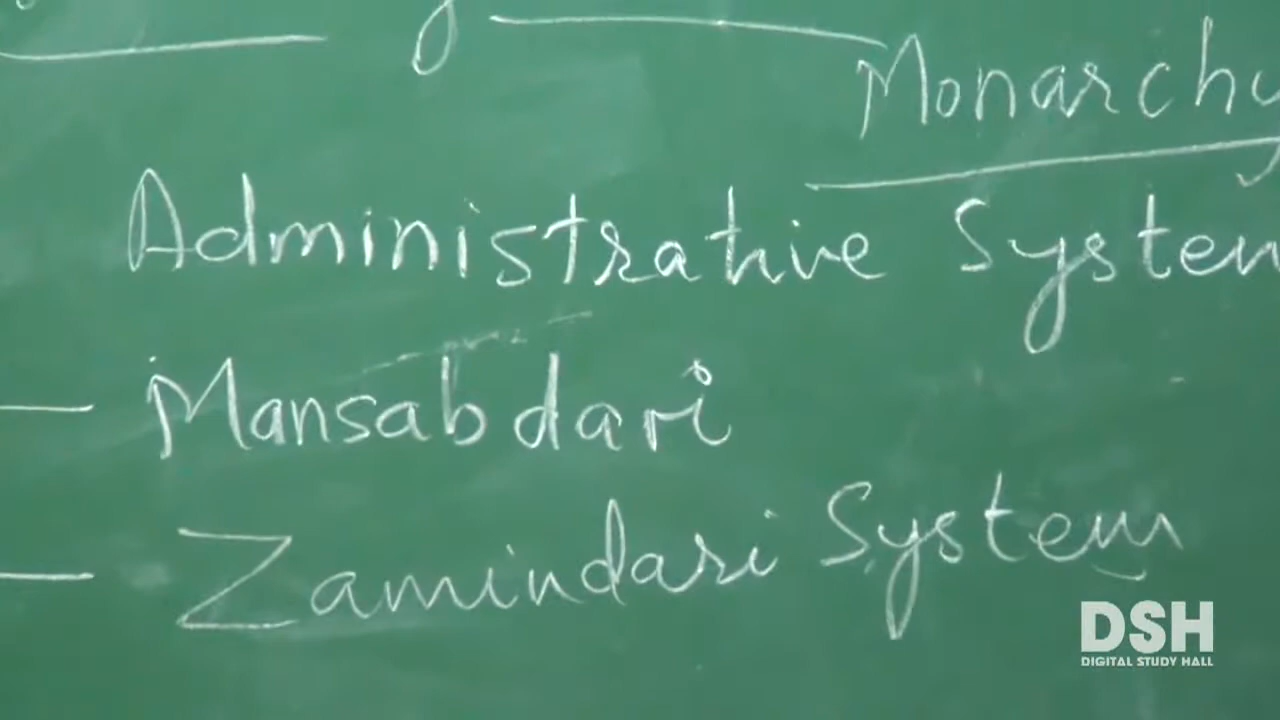 Monarchy
Administrative System
- Mansabdari
- Zamindari System
DSH
DIGITAL STUDY HALL